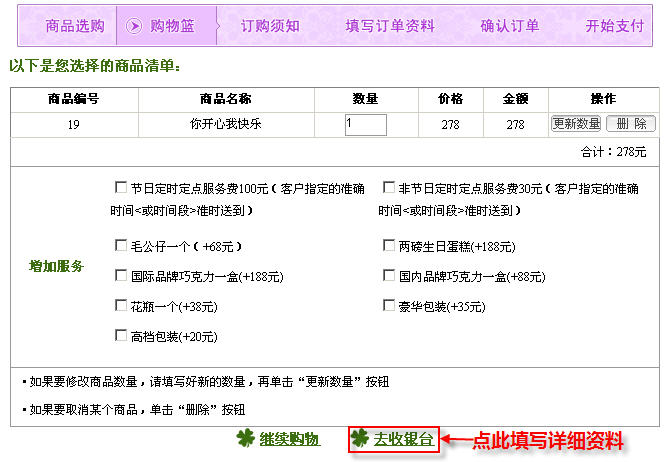 商品选购 购物篮 订购须知 填写订单资料 确认订单 开始支付
以下是您选择的商品清单：
商品编号 商品名称 数量 价格 金额 操作
19 你开心我快乐 1 278 278 更新数量 删 除
合计：278元
节日定时定点服务费100元（客户指定的准确
时间<或时间段>准时送到）
非节日定时定点服务费30元（客户指定的准确
时间<或时间段>准时送到）
增加服务
毛公仔一个（+68元） 两磅生日蛋糕(+188元)
国际品牌巧克力一盒(+188元) 国内品牌巧克力一盒(+88元)
花瓶一个(+38元) 豪华包装(+35元)
高档包装(+20元)
• 如果要修改商品数量，请填写好新的数量，再单击“更新数量”按钮
• 如果要取消某个商品，单击“删除”按钮
继续购物 去收银台 点此填写详细资料